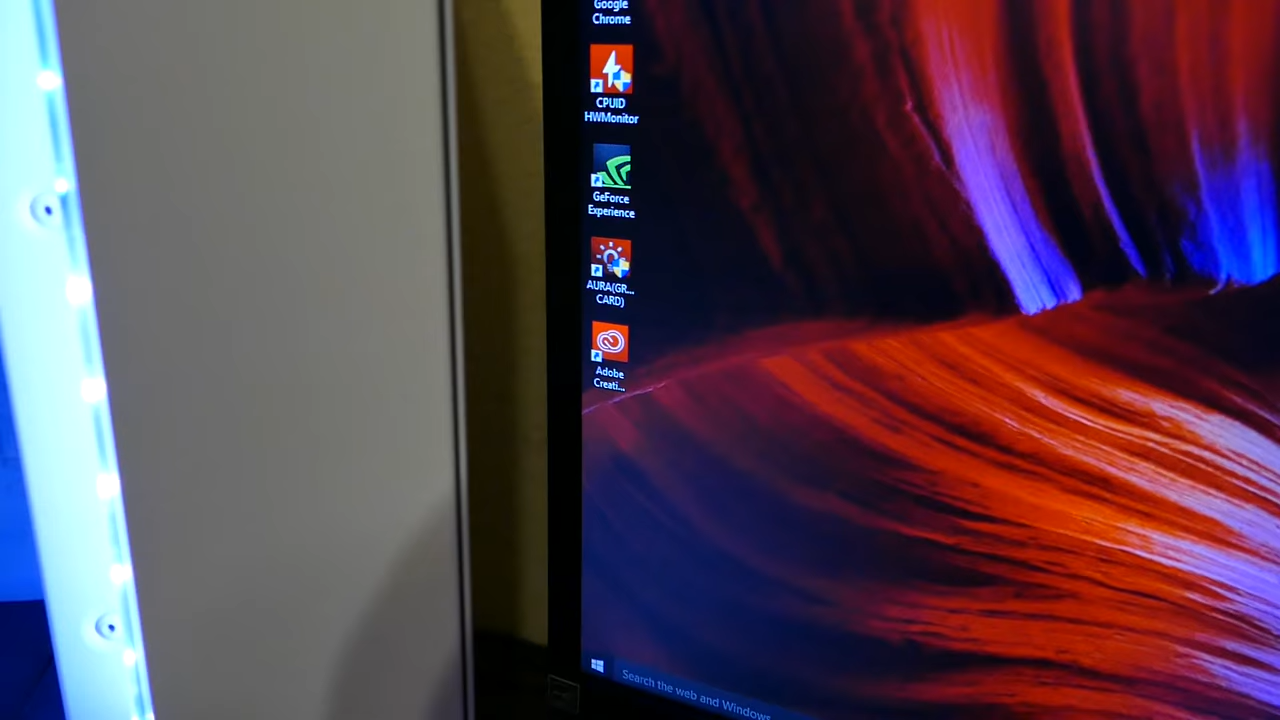 Google
Chrome
CPUID
HWMonitor
GeForce
Experience
AURA(GR...
CARD)
Adobe
Creati...
Search the web and Windows